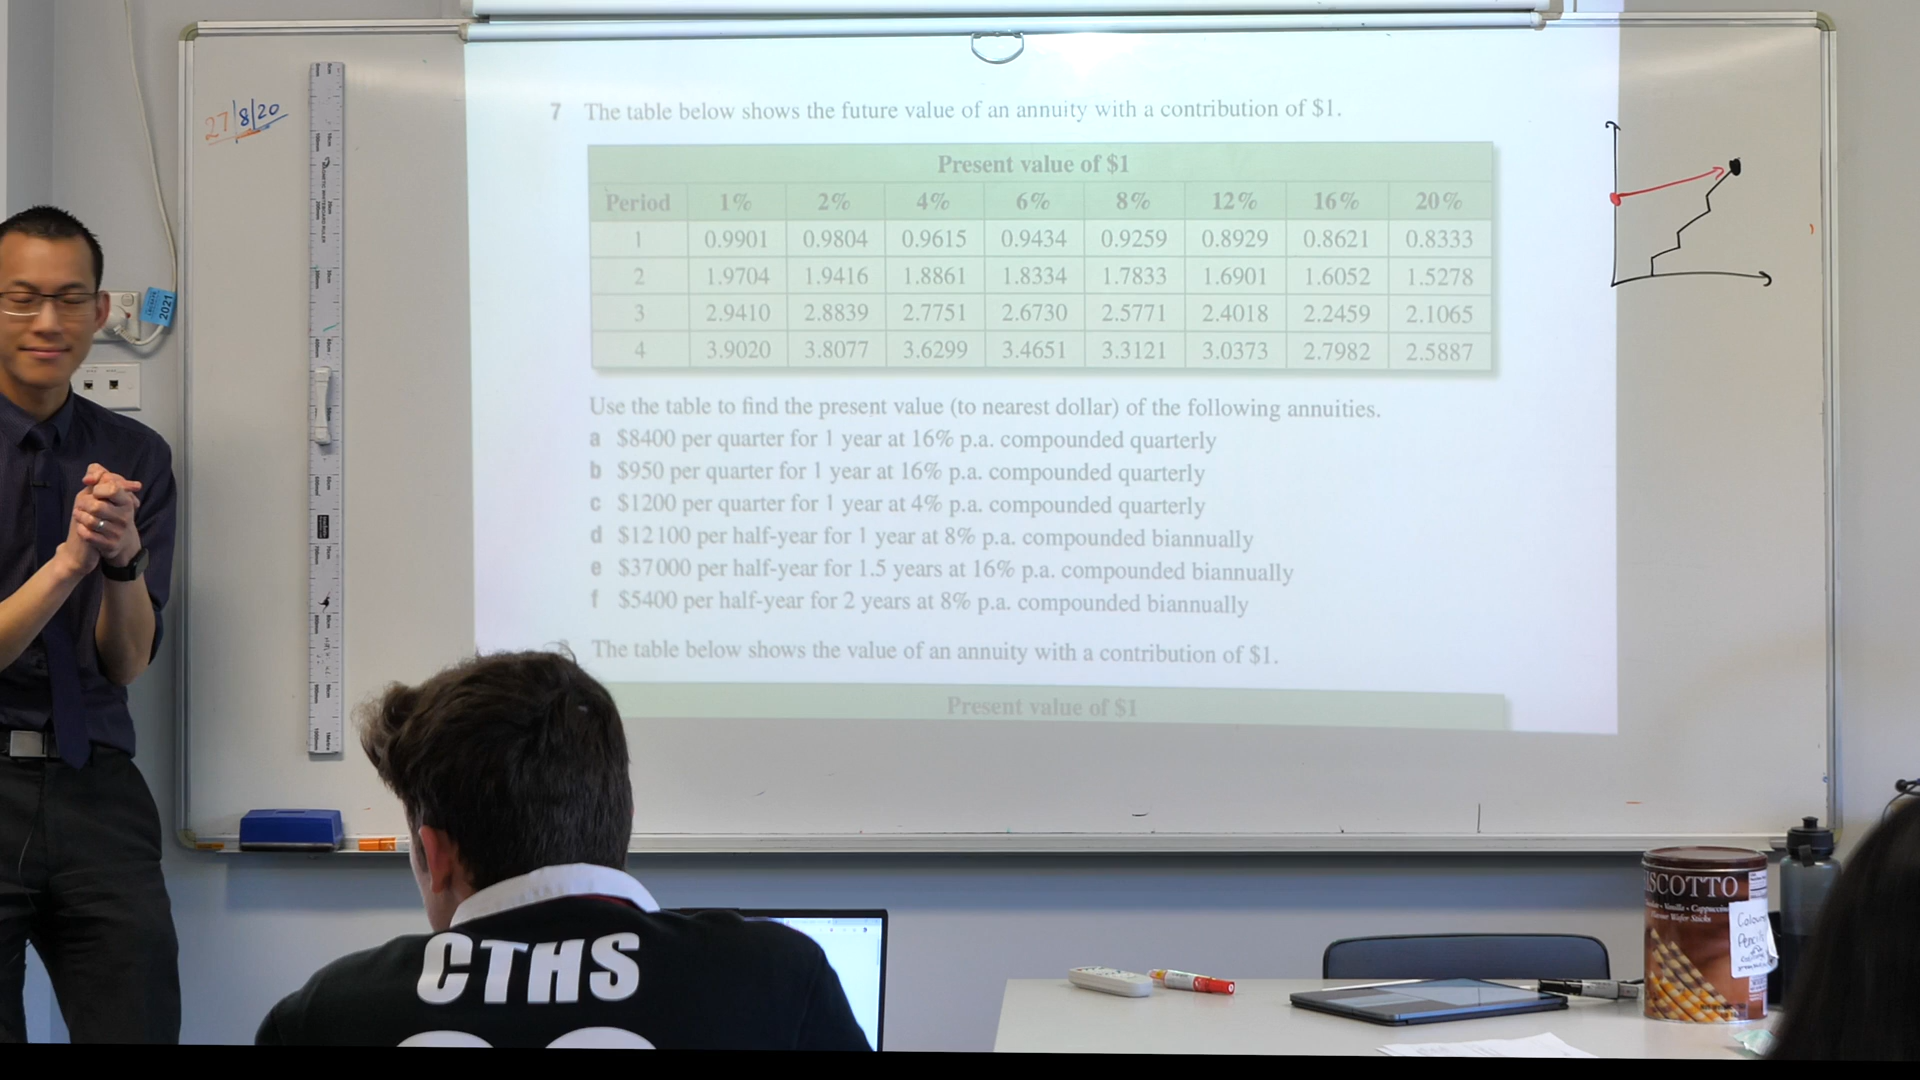 27/8/20
2021
7 The table below shows the future value of an annuity with a contribution of $1.
Present value of $1
Period 1% 2% 4% 6% 8% 12% 16% 20%
1 0.9901 0.9804 0.9615 0.9434 0.9259 0.8929 0.8621 0.8333
2 1.9704 1.9416 1.8861 1.8334 1.7833 1.6901 1.6052 1.5278
3 2.9410 2.8839 2.7751 2.6730 2.5771 2.4018 2.2459 2.1065
4 3.9020 3.8077 3.6299 3.4651 3.3121 3.0373 2.7982 2.5887
Use the table to find the present value (to nearest dollar) of the following annuities.
a $8400 per quarter for 1 year at 16% p.a. compounded quarterly
b $950 per quarter for 1 year at 16% p.a. compounded quarterly
c $1200 per quarter for 1 year at 4% p.a. compounded quarterly
d $12100 per half-year for 1 year at 8% p.a. compounded biannually
e $37000 per half-year for 1.5 years at 16% p.a. compounded biannually
f $5400 per half-year for 2 years at 8% p.a. compounded biannually
The table below shows the value of an annuity with a contribution of $1.
Present value of $1
CTHS
ISCOTTO
Vanilla • Cappuccino
Wafer Sticks